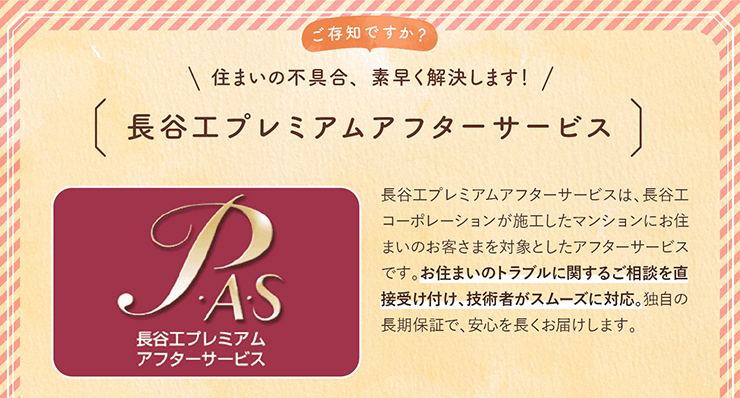 ご存知ですか?
住まいの不具合、素早く解決します!
長谷工プレミアムアフターサービス
P・A・S
長谷工プレミアム
アフターサービス
長谷工プレミアムアフターサービスは、長谷工
コーポレーションが施工したマンションにお住
まいのお客さまを対象としたアフターサービス
です。お住まいのトラブルに関するご相談を直
接受け付け、技術者がスムーズに対応。独自の
長期保証で、安心を長くお届けします。